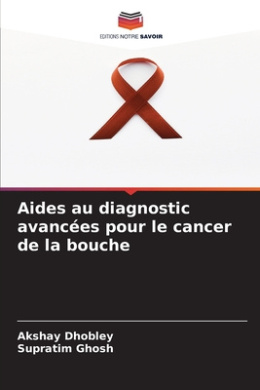 EDITIONS NOTRE SAVOIR
Aides au diagnostic
avancées pour le cancer
de la bouche
Akshay Dhobley
Supratim Ghosh